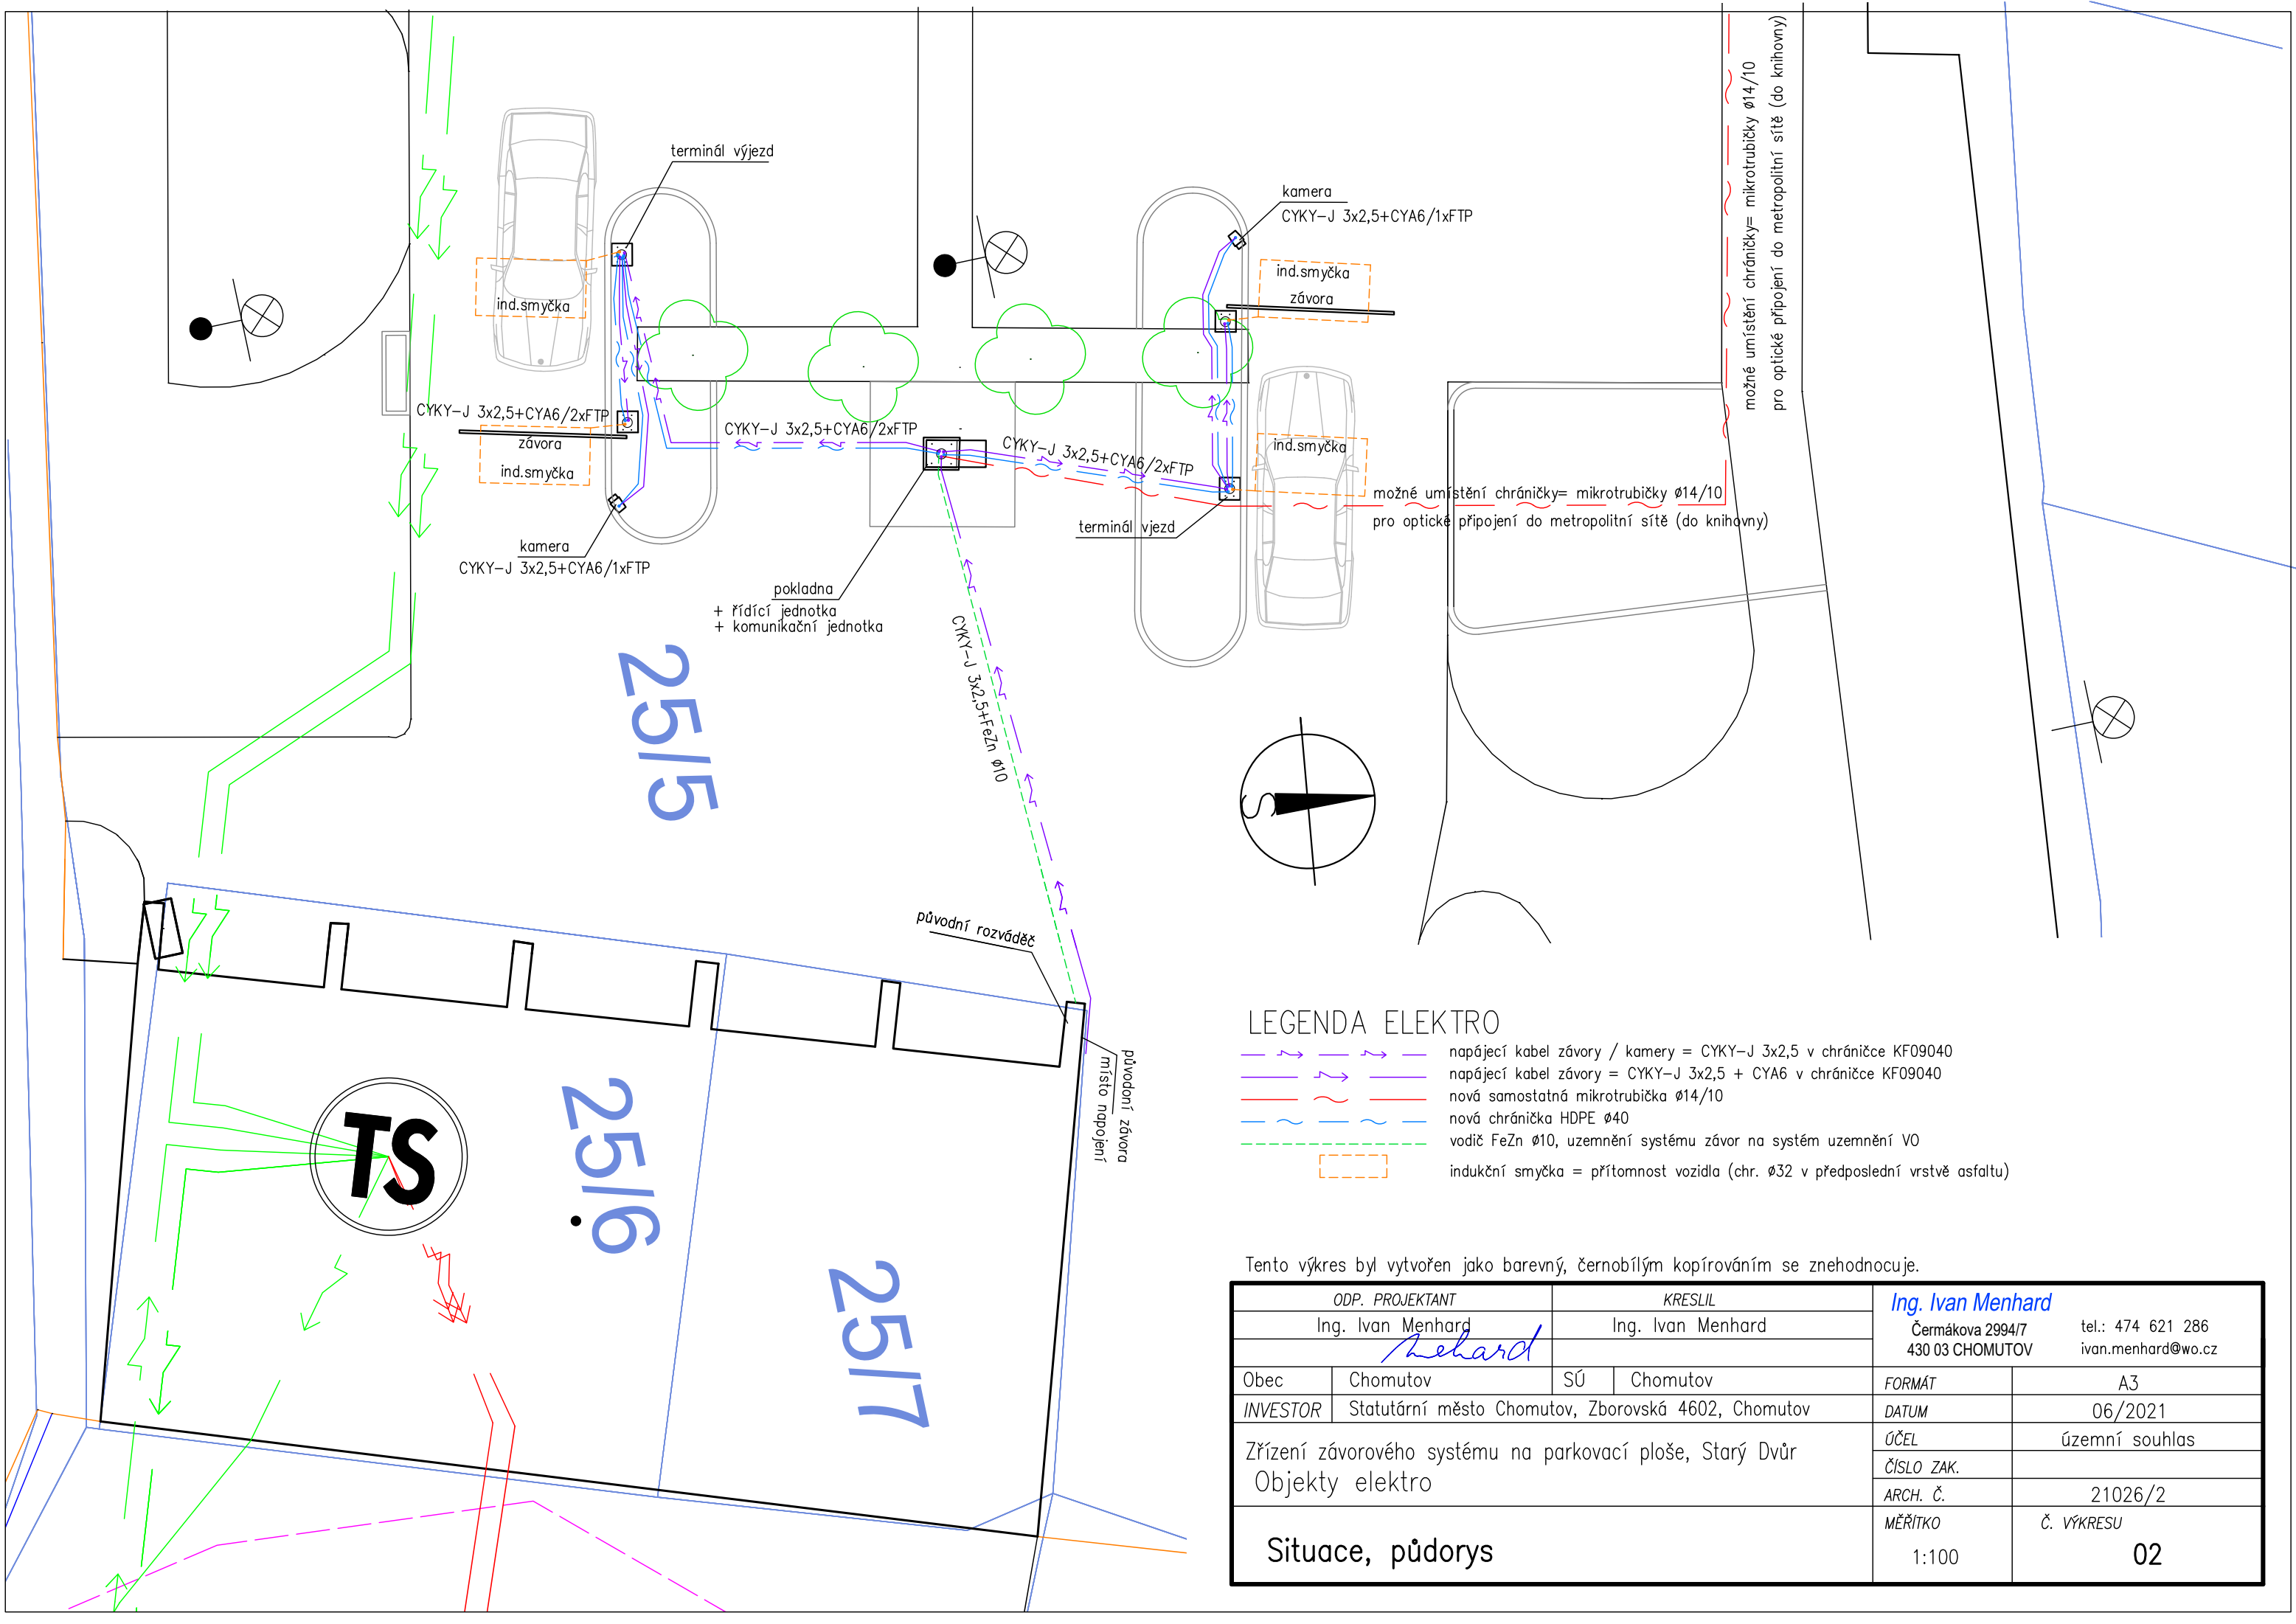 terminál výjezd
kamera
CYKY-J 3x2,5+CYA6/1xFTP
možné umístění chráničky= mikrotrubičky ø14/10
pro optické připojení do metropolitní sítě (do knihovny)
ind.smyčka
závora
ind.smyčka
CYKY-J 3x2,5+CYA6/2xFTP
závora
ind.smyčka
CYKY-J 3x2,5+CYA6/2xFTP
CYKY-J 3x2,5+CYA6/2xFTP
ind.smyčka
možné umístění chráničky= mikrotrubičky ø14/10
pro optické připojení do metropolitní sítě (do knihovny)
terminál vjezd
kamera
CYKY-J 3x2,5+CYA6/1xFTP
pokladna
+ řídící jednotka
+ komunikační jednotka
CYKY-J 3x2,5+FeZn ø10
25/5
S
původní rozváděč
původoní závora
místo napojení
TS
25/6
25/7
LEGENDA ELEKTRO
napájecí kabel závory / kamery = CYKY-J 3x2,5 v chráničce KF09040
napájecí kabel závory = CYKY-J 3x2,5 + CYA6 v chráničce KF09040
nová samostatná mikrotrubička ø14/10
nová chránička HDPE ø40
vodič FeZn ø10, uzemnění systému závor na systém uzemnění VO
indukční smyčka = přítomnost vozidla (chr. ø32 v předposlední vrstvě asfaltu)
Tento výkres byl vytvořen jako barevný, černobílým kopírováním se znehodnocuje.
ODP. PROJEKTANT
KRESLIL
Ing. Ivan Menhard
Ing. Ivan Menhard
Menhard
Ing. Ivan Menhard
Čermákova 2994/7
430 03 CHOMUTOV
tel.: 474 621 286
ivan.menhard@wo.cz
Obec Chomutov SÚ Chomutov
INVESTOR Statutární město Chomutov, Zborovská 4602, Chomutov
Zřízení závorového systému na parkovací ploše, Starý Dvůr
Objekty elektro
Situace, půdorys
FORMÁT A3
DATUM 06/2021
ÚČEL územní souhlas
ČÍSLO ZAK.
ARCH. Č. 21026/2
MĚŘÍTKO Č. VÝKRESU
1:100 02